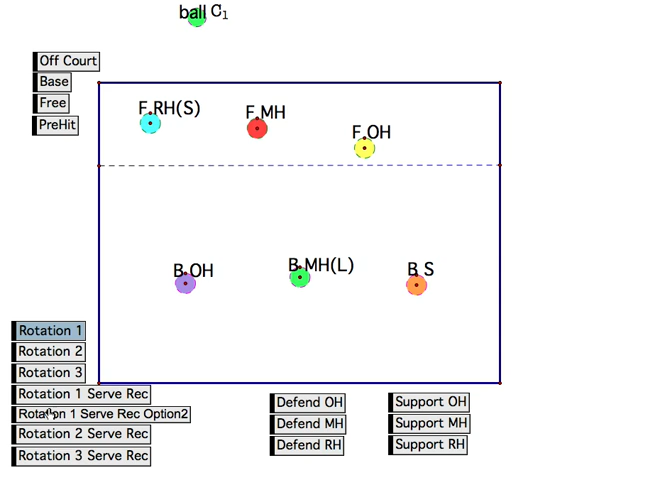 ball C1
Off Court
Base
Free
PreHit
F.RH(S)
F.MH
F.OH
B.OH
B.MH(L)
B S
Rotation 1
Rotation 2
Rotation 3
Rotation 1 Serve Rec
Rotation 1 Serve Rec Option2
Rotation 2 Serve Rec
Rotation 3 Serve Rec
Defend OH
Defend MH
Defend RH
Support OH
Support MH
Support RH